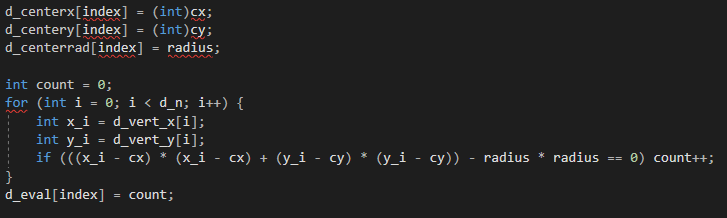 d_centerx[index] = (int)cx;
d_centery[index] = (int)cy;
d_centerrad[index] = radius;
int count = 0;
for (int i = 0; i < d_n; i++) {
int x_i = d_vert_x[i];
int y_i = d_vert_y[i];
if (((x_i - cx) * (x_i - cx) + (y_i - cy) * (y_i - cy)) - radius * radius == 0) count++;
}
d_eval[index] = count;